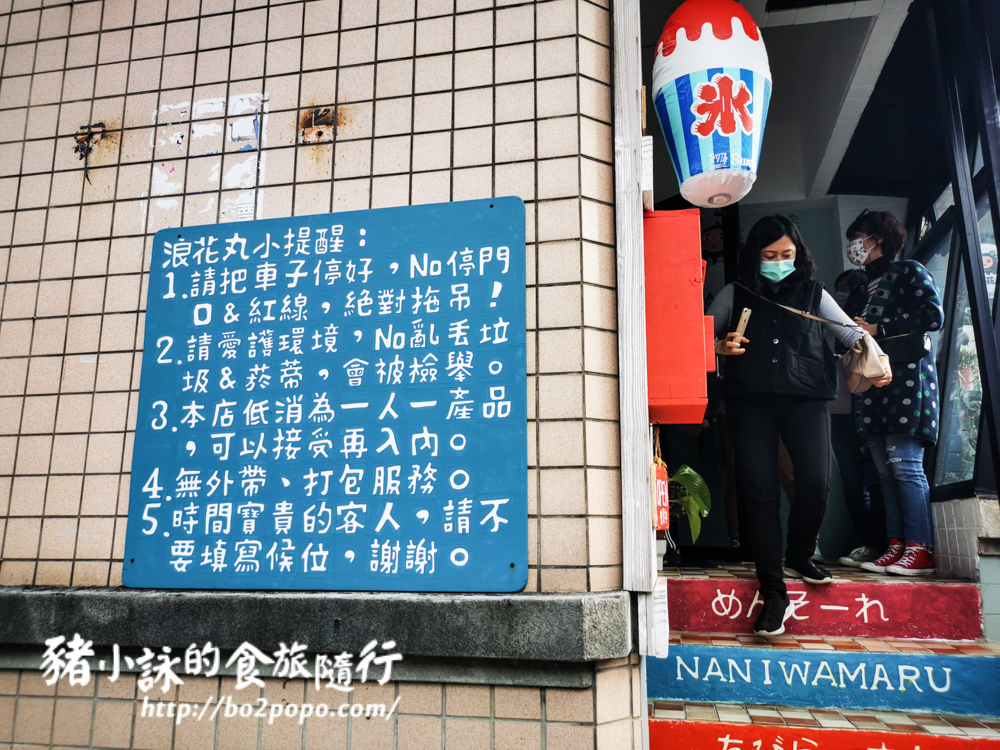 浪花丸小提醒：
1.請把車子停好，No停門
口&紅線，絕對拖吊！
2.請愛護環境，No亂丟垃
圾&菸蒂，會被檢舉。
3.本店低消為一人一產品
，可以接受再入內。
4.無外帶、打包服務。
5.時間寶貴的客人，請不
要填寫候位，謝謝。
氷
めんそーれ
NANIWAMARU
豬小詠的食旅隨行
http://bo2popo.com/